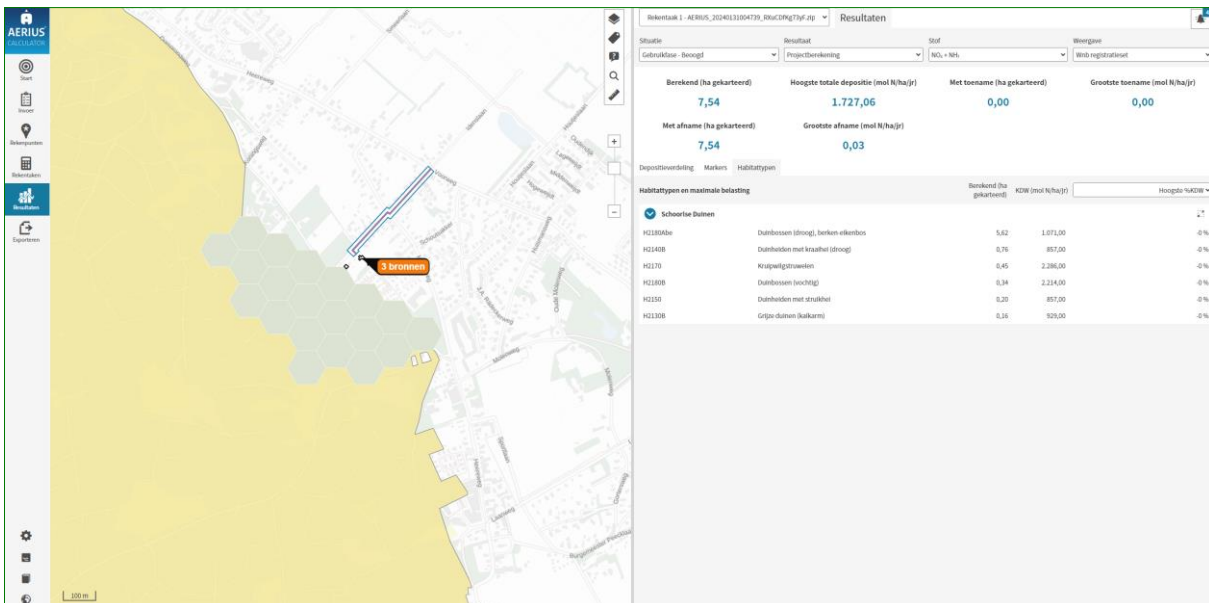 AERIUS®
CALCULATOR
Start
Invoer
Rekenpunten
Rekentaken
Resultaten
Exporteren
Heereweg
Voorweg
Idenslaan
Molenweg
Sportlaan
Laanweg
Heereweg
3 bronnen
100 m
Resultaten
Situatie
Resultaat
Stof
Weergave
Gebruiksfase - Beoogd
Projectberekening
NOₓ + NH₃
Wnb registratieset
Berekend (ha gekarteerd)
Hoogste totale depositie (mol N/ha/jr)
Met toename (ha gekarteerd)
Grootste toename (mol N/ha/jr)
7,54
1.727,06
0,00
0,00
Met afname (ha gekarteerd)
Grootste afname (mol N/ha/jr)
7,54
0,03
Depositieverdeling Markers Habitattypen
Habitattypen en maximale belasting
Berekend (ha gekarteerd)
KDW (mol N/ha/jr)
Hoogste %KDW
Schoorlse Duinen
H2180Abe Duinbossen (droog), berken-eikenbos 5,62 1.071,00 -0 %
H2140B Duinheiden met kraaihei (droog) 0,76 857,00 -0 %
H2170 Kruipwilgstruwelen 0,45 2.286,00 -0 %
H2180B Duinbossen (vochtig) 0,34 2.214,00 -0 %
H2150 Duinheiden met struikhei 0,20 857,00 -0 %
H2130B Grijze duinen (kalkarm) 0,16 929,00 -0 %